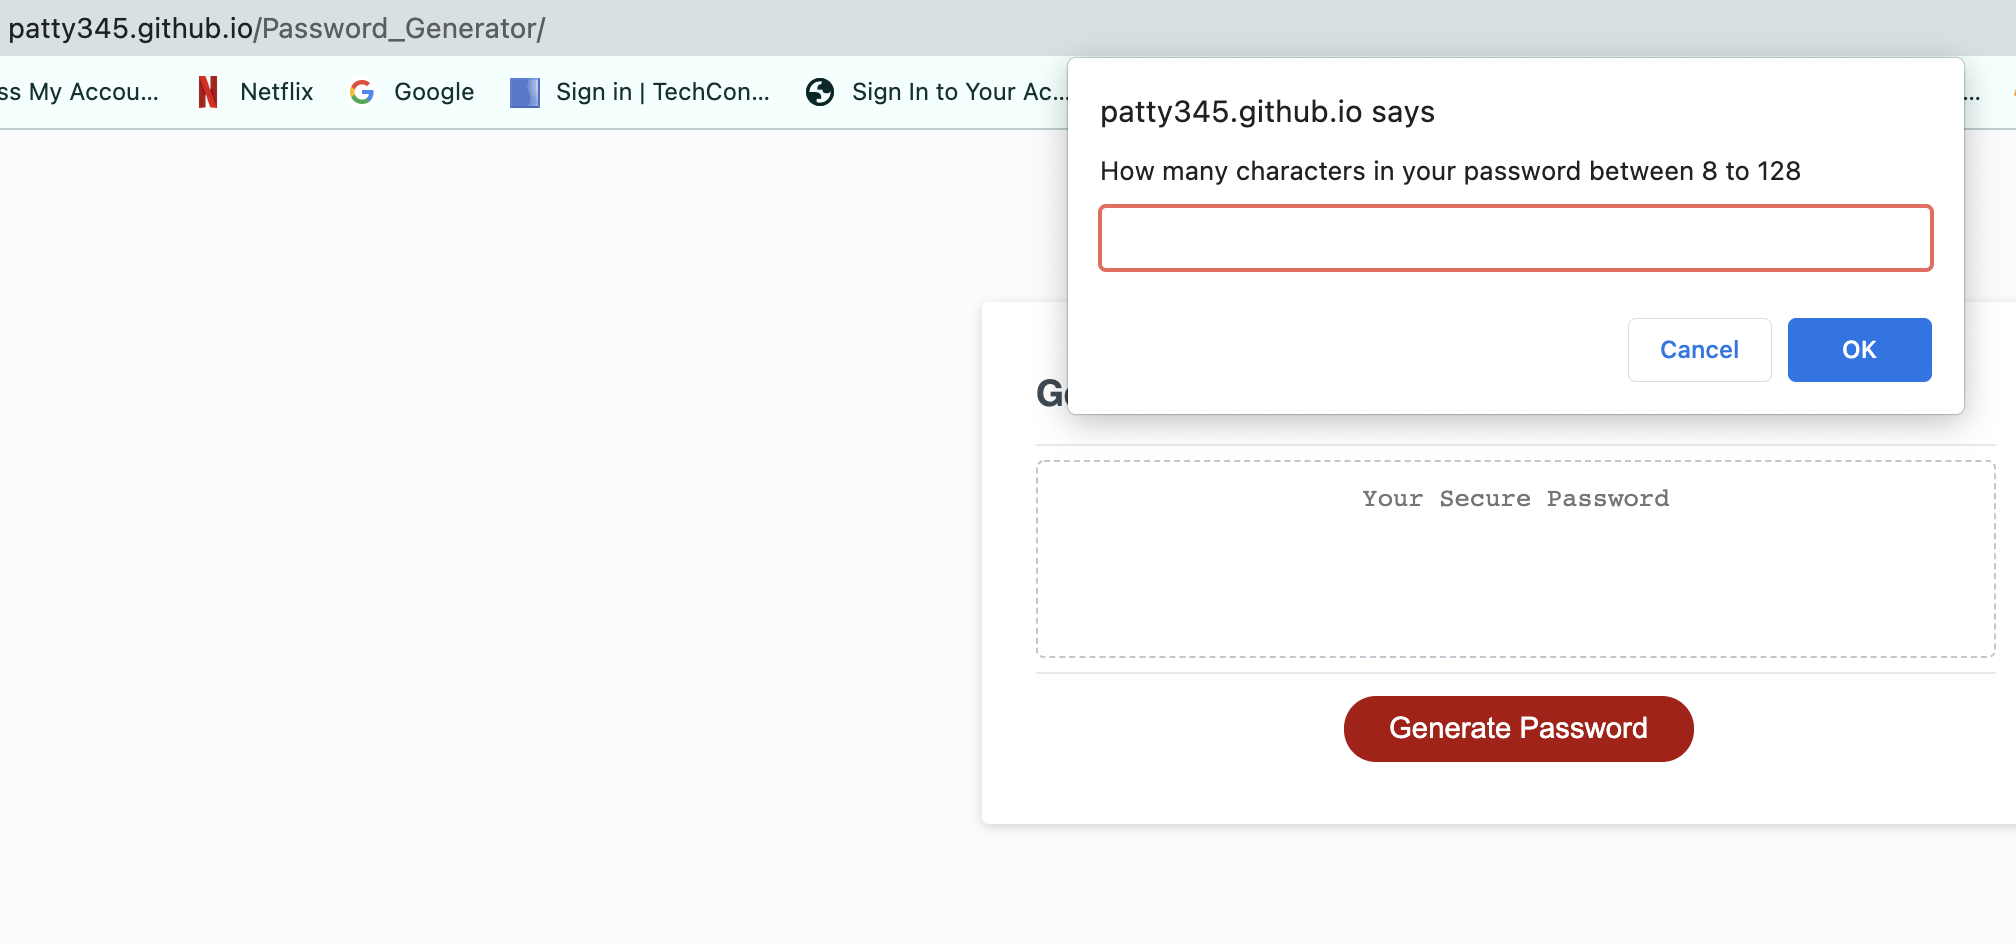 patty345.github.io/Password_Generator/
ss My Accou... Netflix Google Sign in | TechCon... Sign In to Your Ac... ...
patty345.github.io says
How many characters in your password between 8 to 128
Cancel OK
Your Secure Password
Generate Password